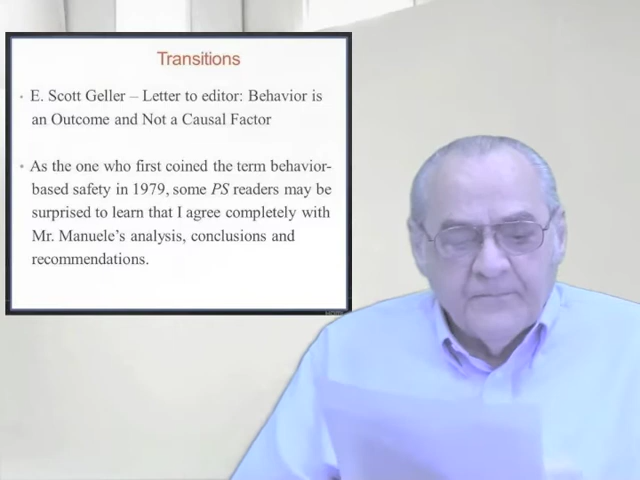 Transitions
• E. Scott Geller – Letter to editor: Behavior is
an Outcome and Not a Causal Factor
• As the one who first coined the term behavior-
based safety in 1979, some PS readers may be
surprised to learn that I agree completely with
Mr. Manuele's analysis, conclusions and
recommendations.